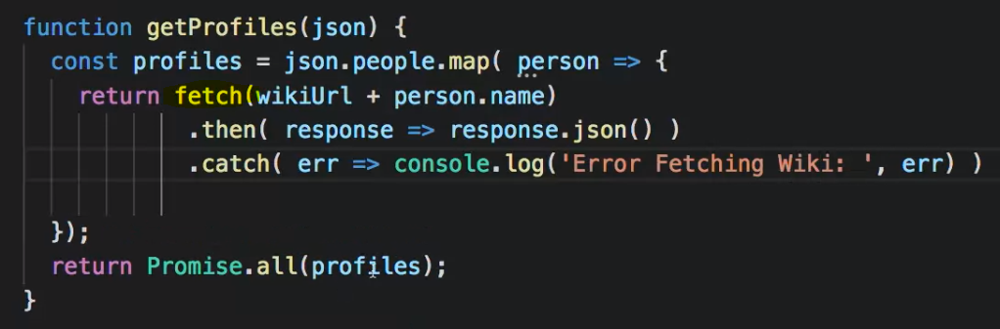 function getProfiles(json) {
const profiles = json.people.map( person => {
return fetch(wikiUrl + person.name)
.then( response => response.json() )
.catch( err => console.log('Error Fetching Wiki: ', err) )
});
return Promise.all(profiles);
}